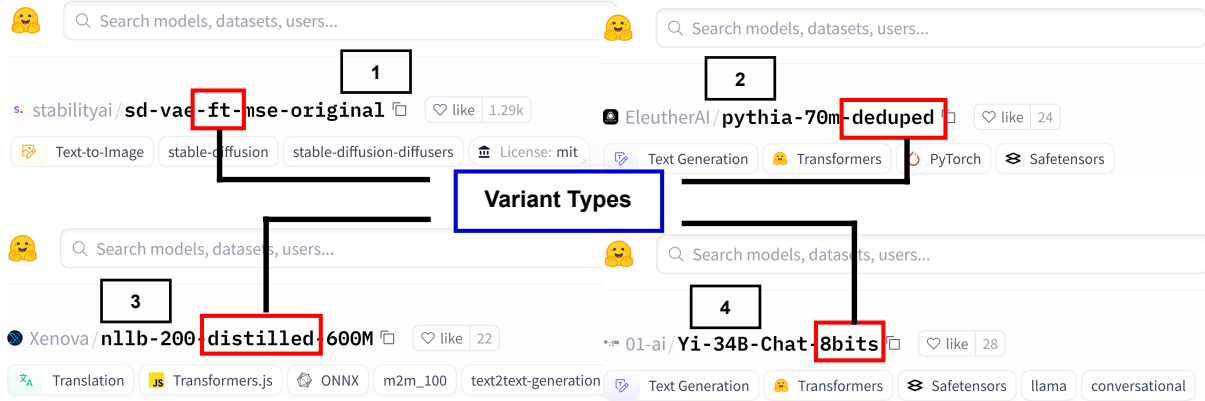 Search models, datasets, users...
1
s. stabilityai/sd-vae-ft-mse-original like 1.29k
Text-to-Image stable-diffusion stable-diffusion-diffusers License: mit
Search models, datasets, users...
2
EleutherAI/pythia-70m-deduped like 24
Text Generation Transformers PyTorch Safetensors
Variant Types
Search models, datasets, users...
3
Xenova/nllb-200-distilled-600M like 22
Translation JS Transformers.js ONNX m2m_100 text2text-generation
Search models, datasets, users...
4
01-ai/Yi-34B-Chat-8bits like 28
Text Generation Transformers Safetensors llama conversational